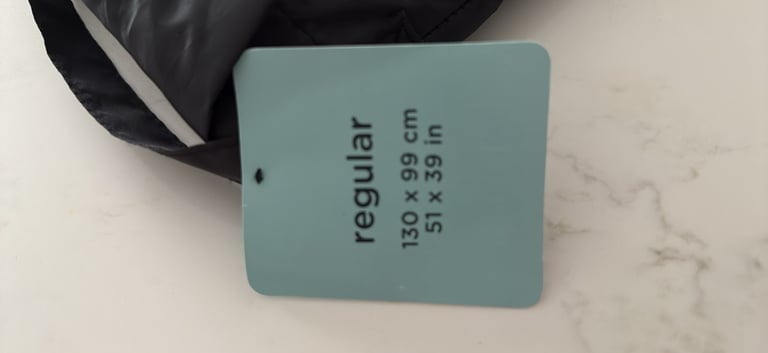 regular
130 x 99 cm
51 x 39 in